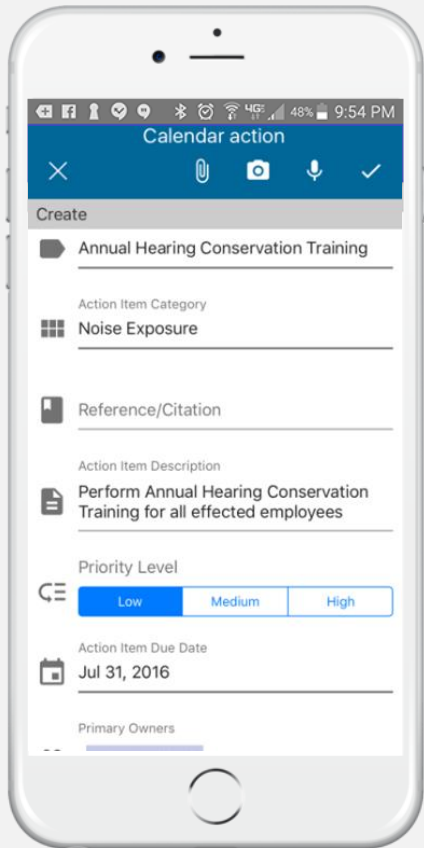 4G 48% 9:54 PM
Calendar action
Create
Annual Hearing Conservation Training
Action Item Category
Noise Exposure
Reference/Citation
Action Item Description
Perform Annual Hearing Conservation
Training for all effected employees
Priority Level
Low Medium High
Action Item Due Date
Jul 31, 2016
Primary Owners